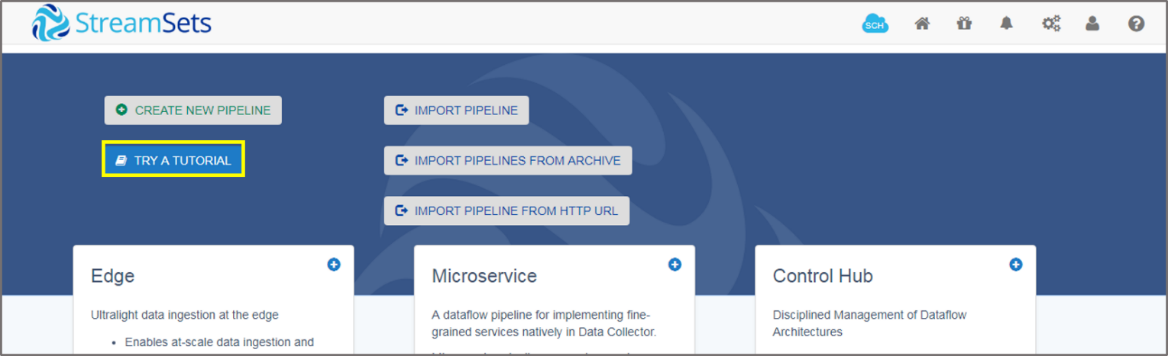 StreamSets
SCH
CREATE NEW PIPELINE
IMPORT PIPELINE
TRY A TUTORIAL
IMPORT PIPELINES FROM ARCHIVE
IMPORT PIPELINE FROM HTTP URL
Edge
Ultralight data ingestion at the edge
• Enables at-scale data ingestion and
Microservice
A dataflow pipeline for implementing fine-
grained services natively in Data Collector.
Control Hub
Disciplined Management of Dataflow
Architectures